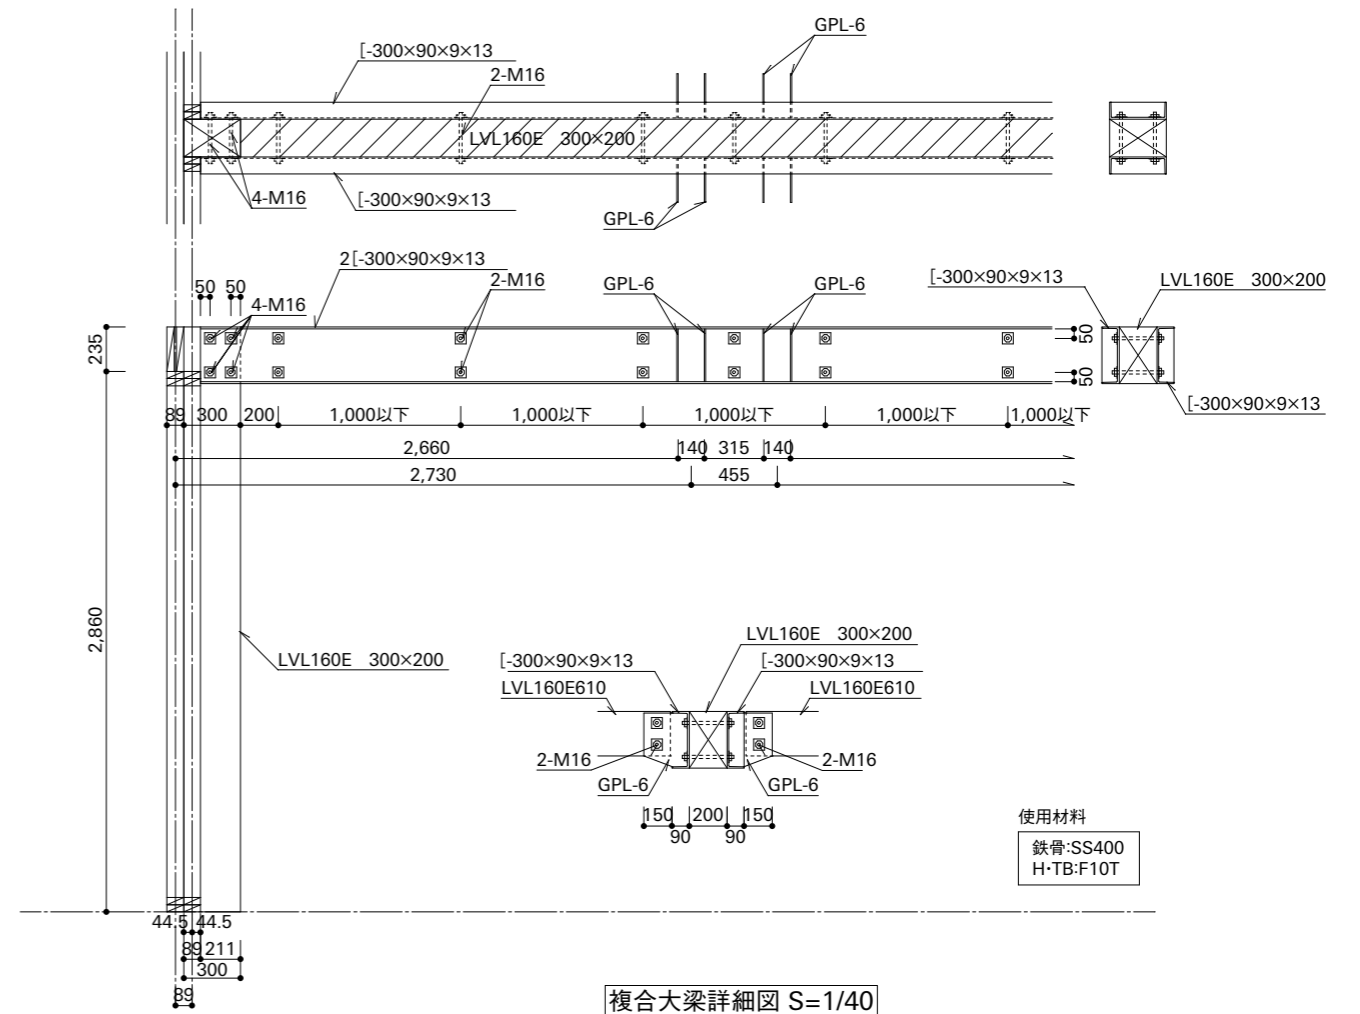 GPL-6
[-300×90×9×13
2-M16
LVL160E 300×200
4-M16
[-300×90×9×13
GPL-6
2[-300×90×9×13
50 50
4-M16
2-M16
GPL-6
GPL-6
[-300×90×9×13
LVL160E 300×200
235
50
50
[-300×90×9×13
89 300 200 1,000以下 1,000以下 1,000以下 1,000以下 1,000以下
2,660 140 315 140
2,730 455
2,860
LVL160E 300×200
LVL160E 300×200
[-300×90×9×13 [-300×90×9×13
LVL160E610 LVL160E610
2-M16 2-M16
GPL-6 GPL-6
150 90 200 90 150
使用材料
鉄骨:SS400
H・TB:F10T
44.5 44.5
89 211
300
89
複合大梁詳細図 S=1/40